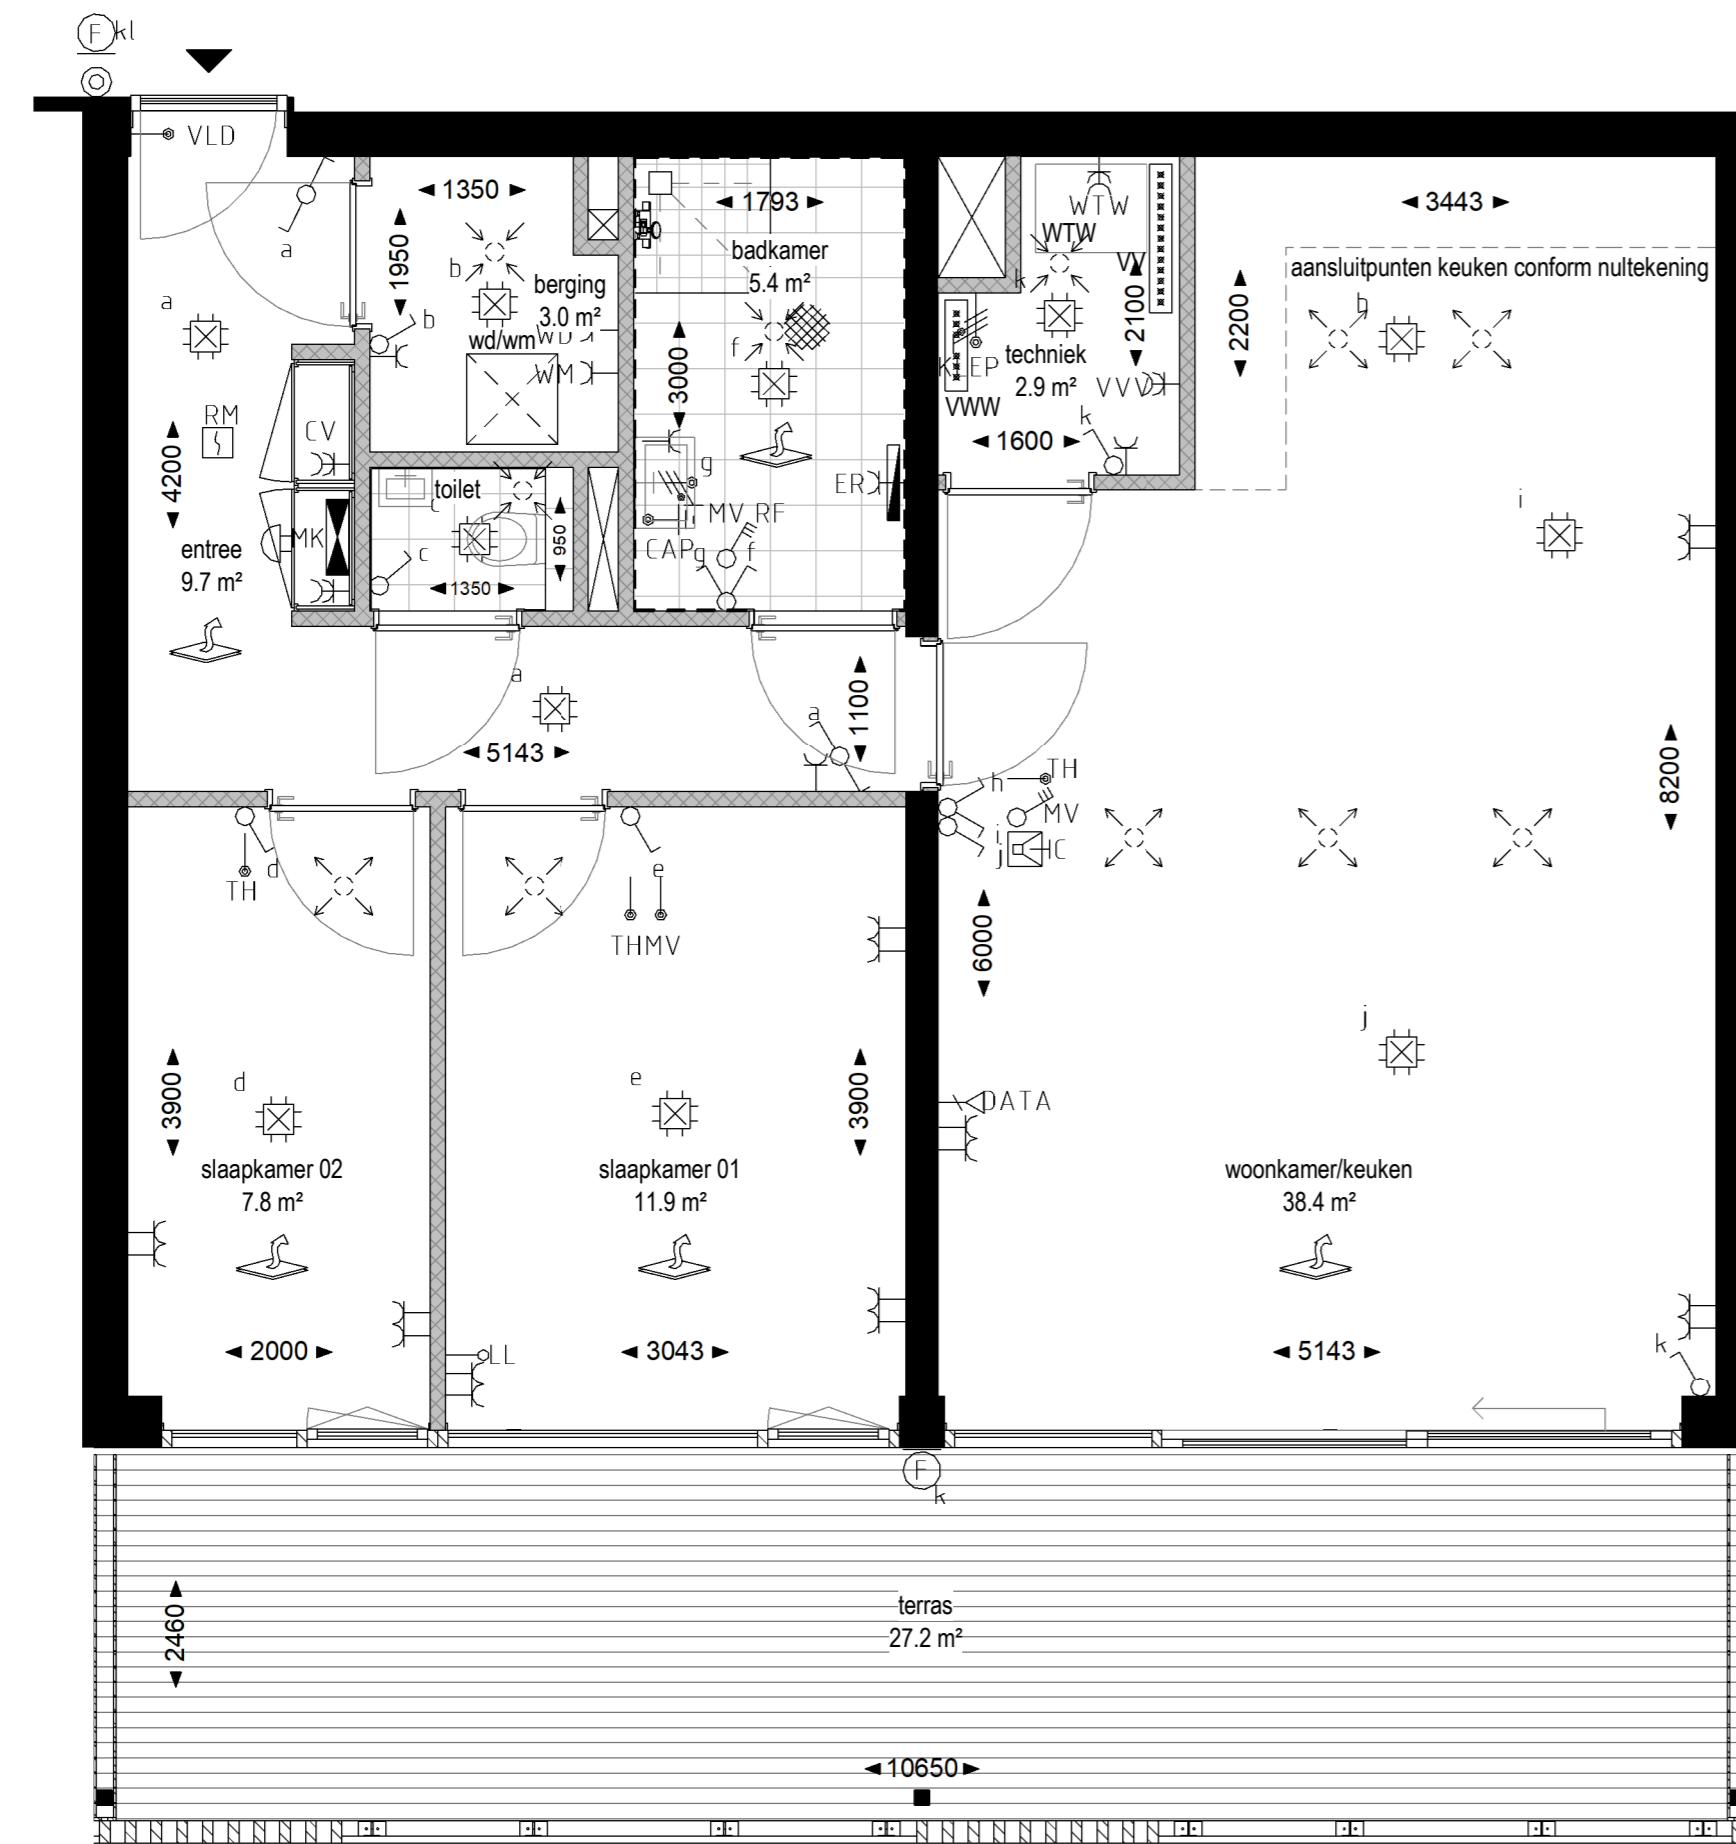 F kl
VLD
a
1350
1793
3443
WTW
WTW
a
1950
b
berging
3.0 m²
badkamer
5.4 m²
k
VV
aansluitpunten keuken conform nultekening
a
b
wd/wm
WD
f
3000
2100
2200
b
techniek
2.9 m²
WM
EP
VVV
VWW
k
RM
CV
4200
1600
g
ER
toilet
i
MK
MV RF
950
entree
9.7 m²
c
CAP
g
f
1350
a
1100
a
5143
h
TH
MV
8200
i
j
IC
d
TH
e
THMV
6000
j
d
e
3900
3900
DATA
slaapkamer 02
7.8 m²
slaapkamer 01
11.9 m²
woonkamer/keuken
38.4 m²
2000
LL
3043
5143
k
F
k
terras
27.2 m²
2460
10650